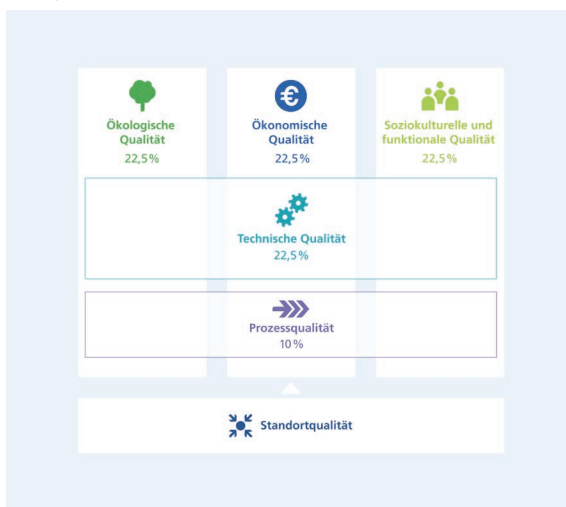 Ökologische
Qualität
22,5 %
Ökonomische
Qualität
22,5 %
Soziokulturelle und
funktionale Qualität
22,5 %
Technische Qualität
22,5 %
Prozessqualität
10 %
Standortqualität